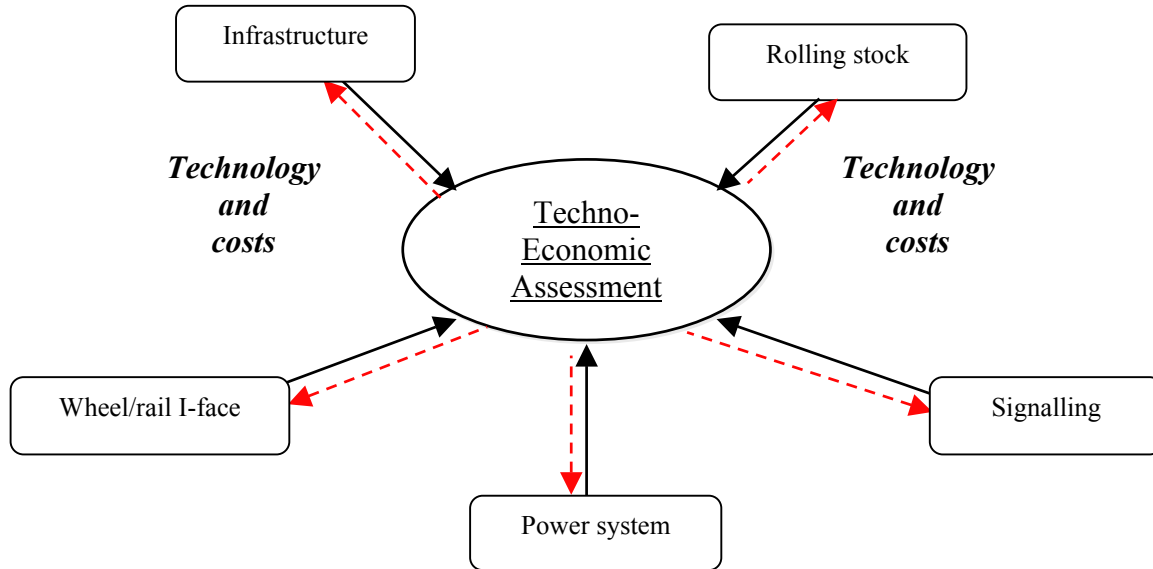 Infrastructure
Rolling stock
Technology
and
costs
Technology
and
costs
Techno-
Economic
Assessment
Wheel/rail I-face
Signalling
Power system